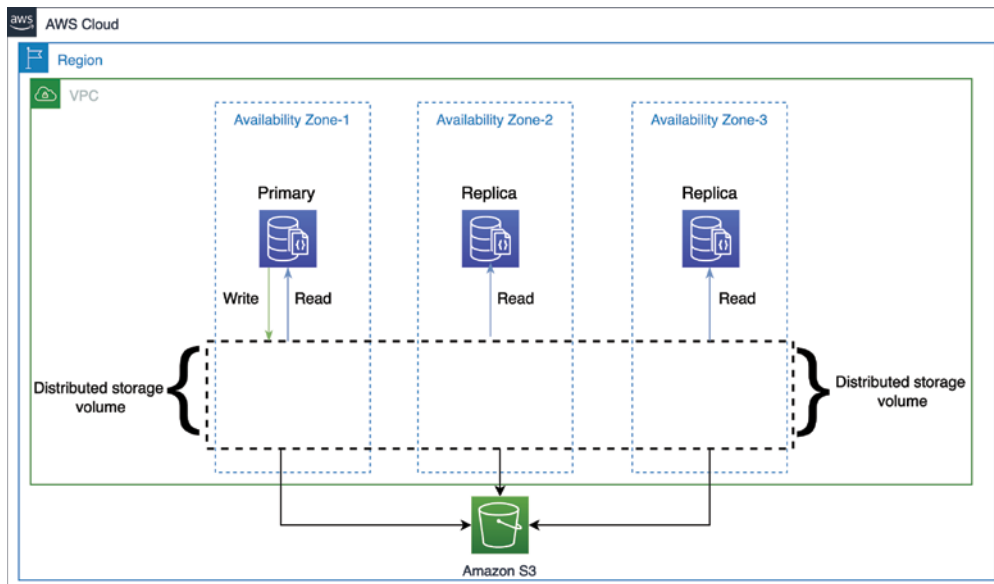 aws
AWS Cloud
Region
VPC
Availability Zone-1
Availability Zone-2
Availability Zone-3
Primary
Replica
Replica
{}
{}
{}
Write
Read
Read
Read
Distributed storage
volume
Distributed storage
volume
Amazon S3